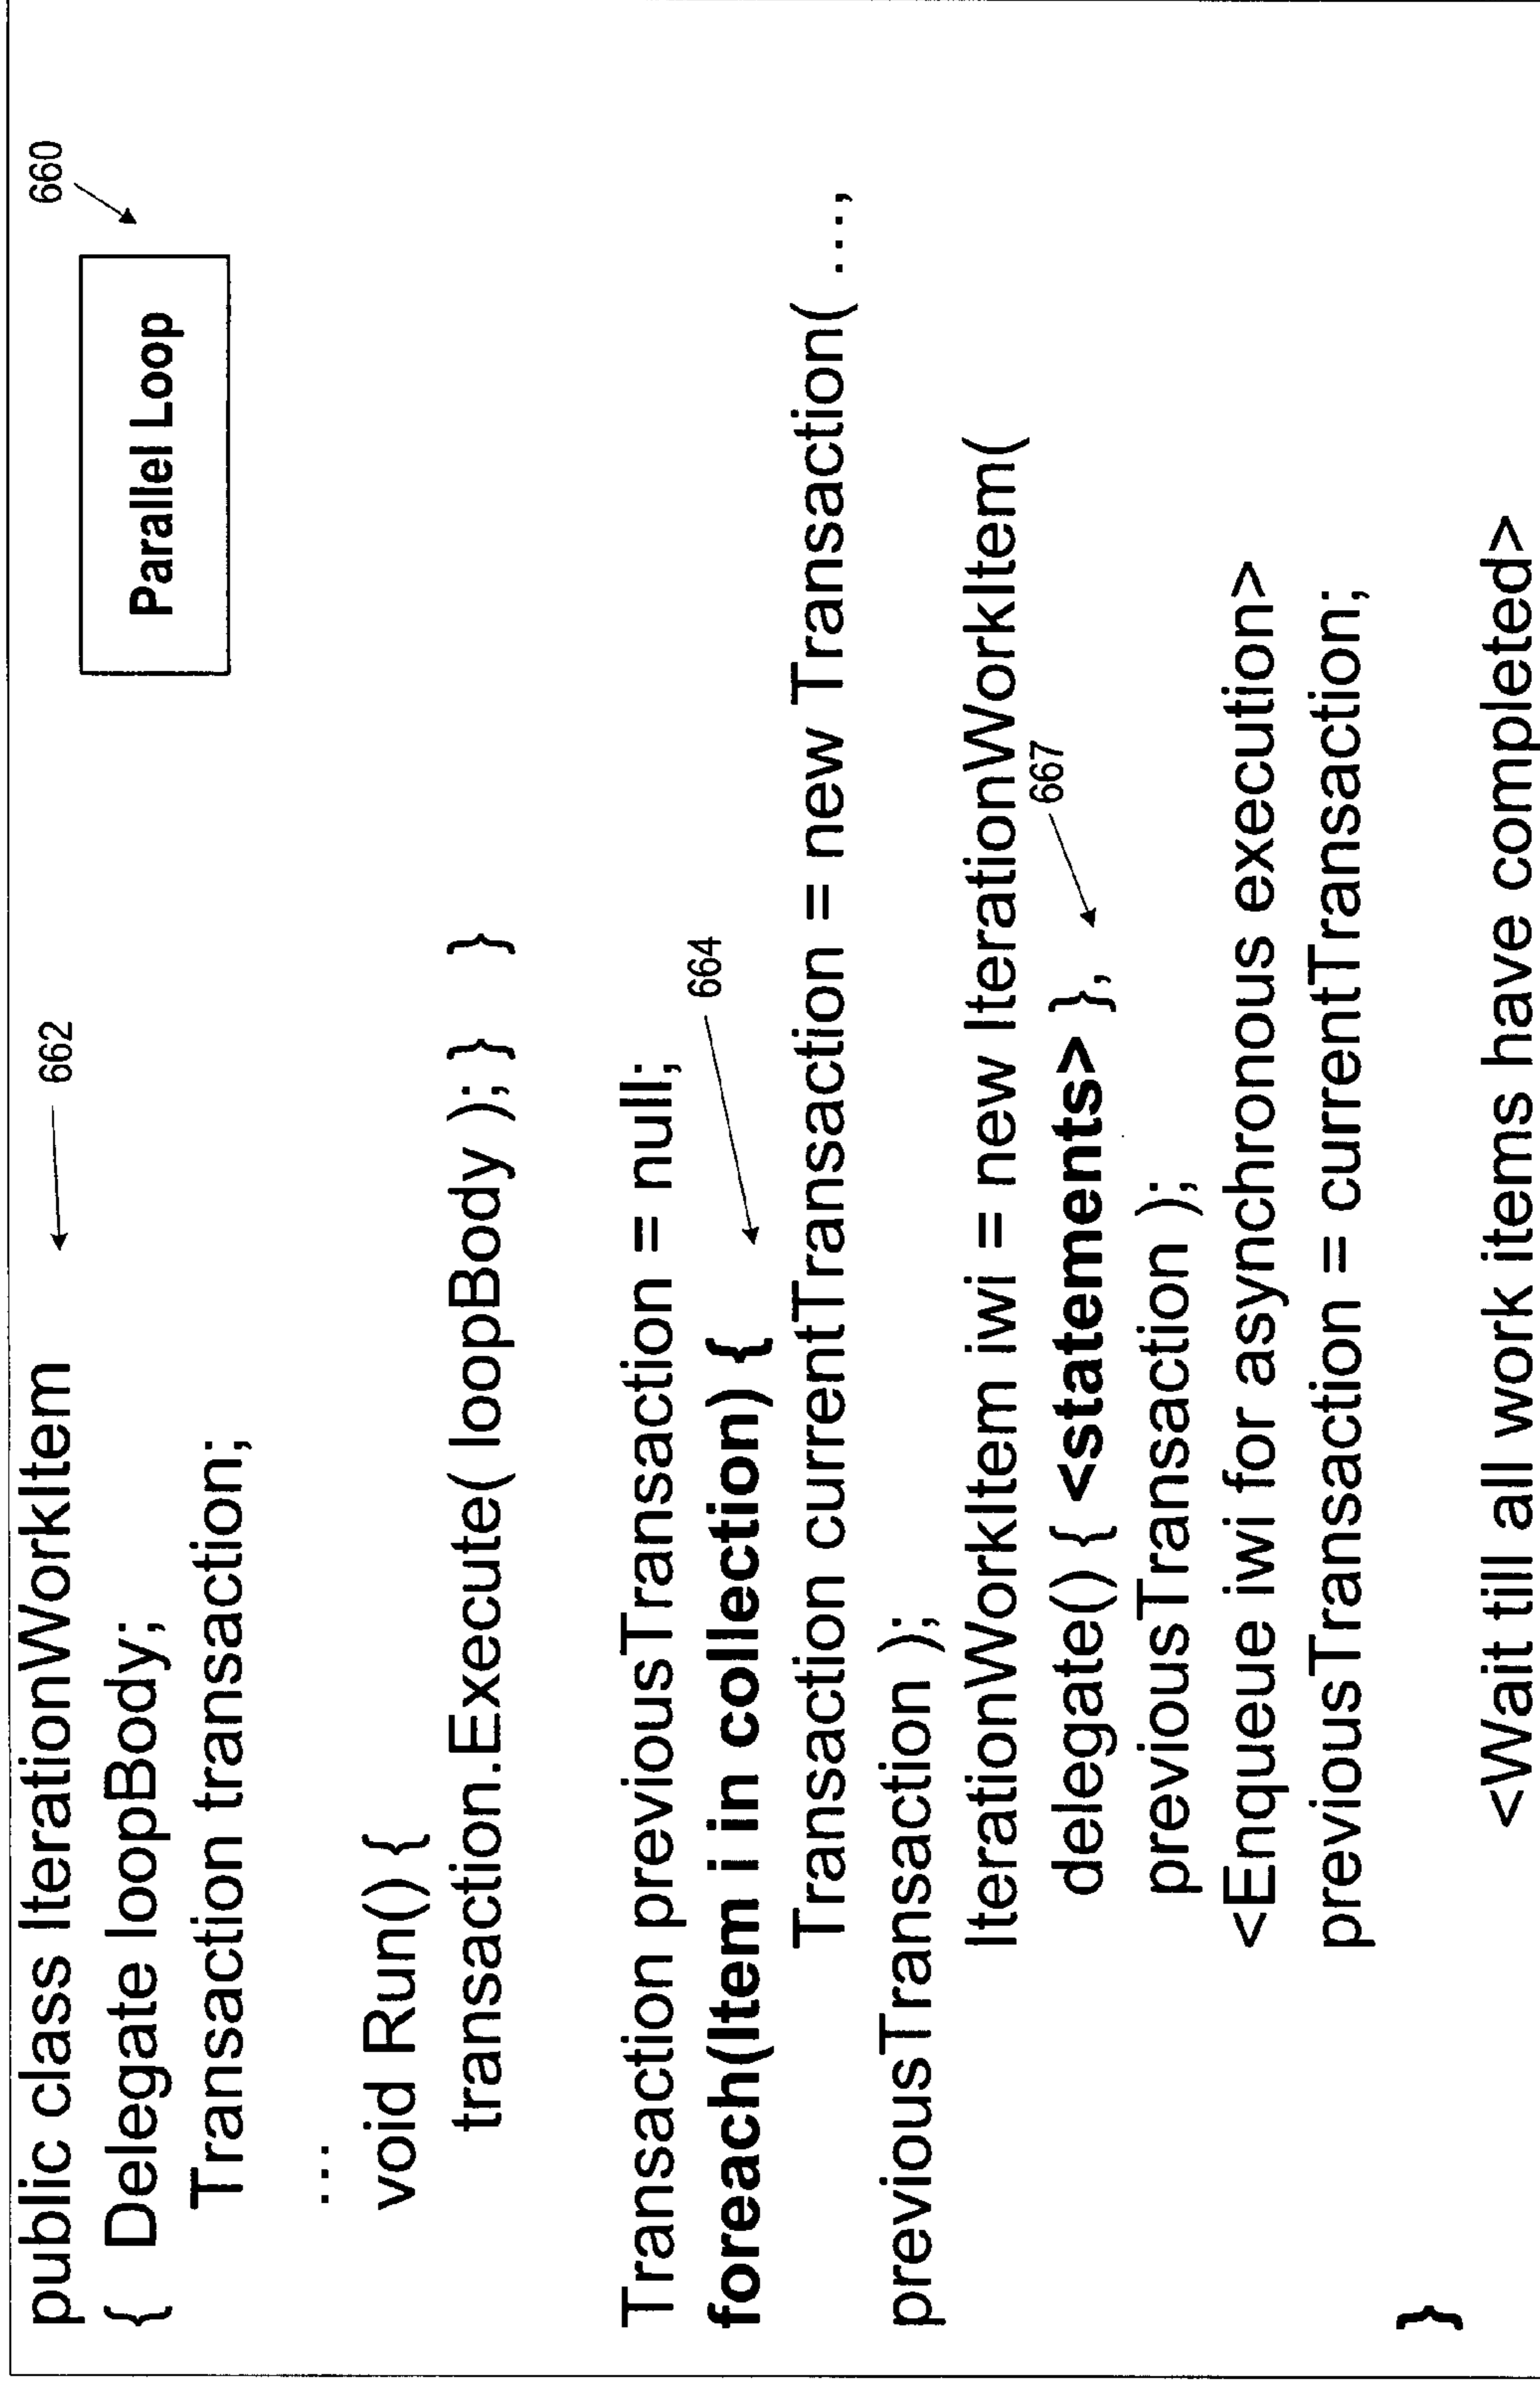 660
Parallel Loop
public class IterationWorkItem
662
{ Delegate loopBody;
Transaction transaction;
...
void Run() {
transaction.Execute( loopBody ); } }
Transaction previousTransaction = null;
664
foreach(Item i in collection) {
Transaction currentTransaction = new Transaction( ...,
previousTransaction );
IterationWorkItem iwi = new IterationWorkItem(
667
delegate() { <statements> },
previousTransaction );
<Enqueue iwi for asynchronous execution>
previousTransaction = currentTransaction;
}
<Wait till all work items have completed>